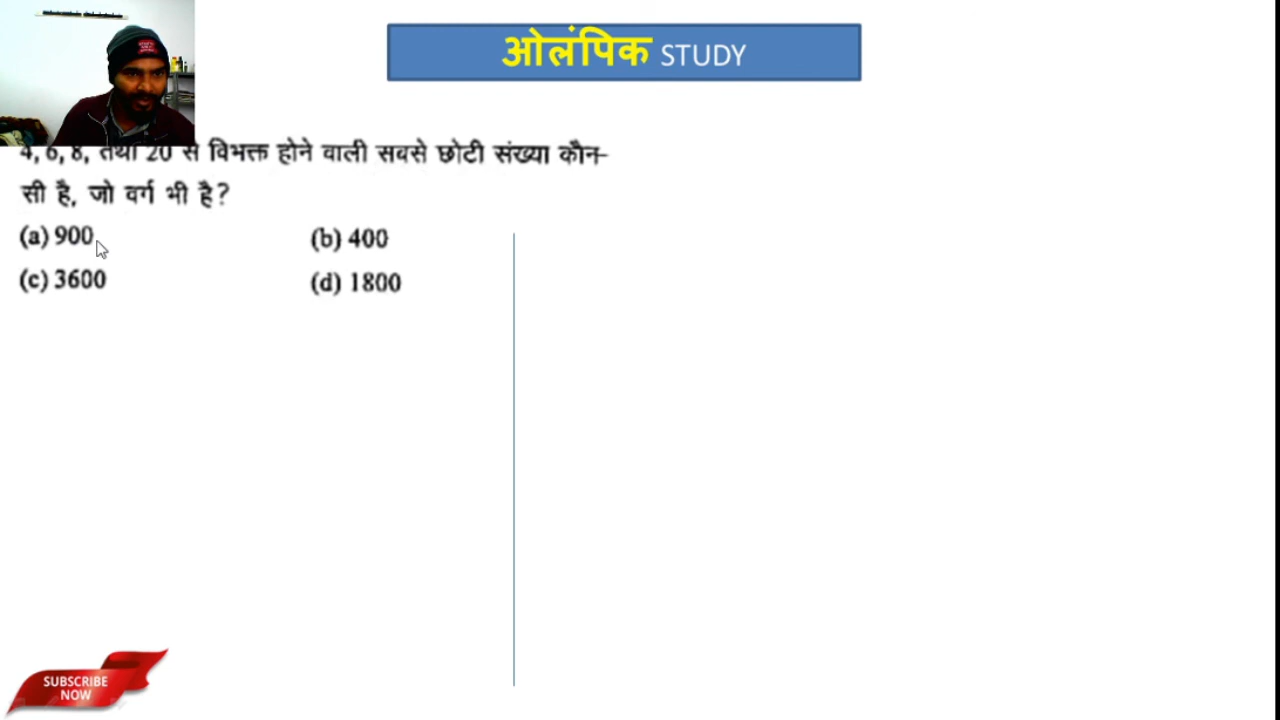 ओलंपिक STUDY
4, 6, 8, तथा 20 से विभक्त होने वाली सबसे छोटी संख्या कौन-
सी है, जो वर्ग भी है?
(a) 900 (b) 400
(c) 3600 (d) 1800
SUBSCRIBE
NOW